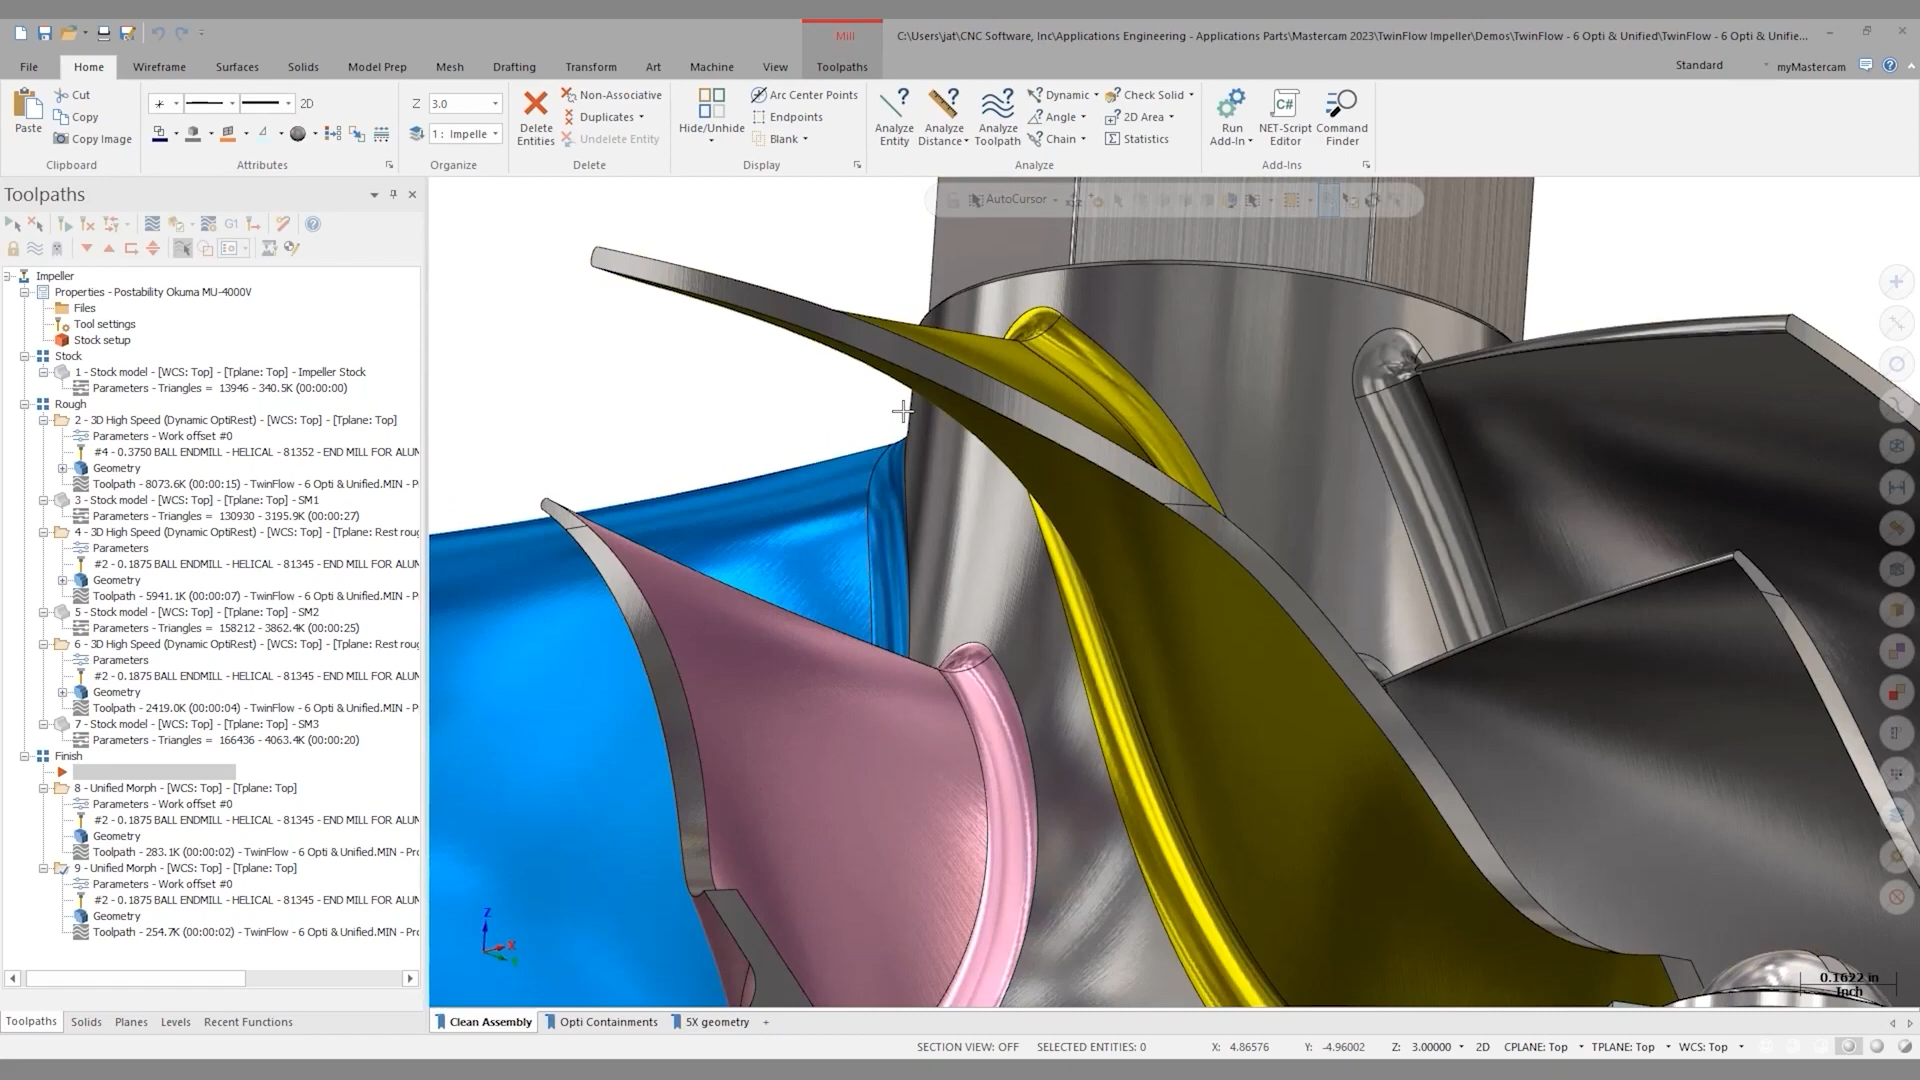 Mill
C:\Users\jat\CNC Software, Inc\Applications Engineering - Applications Parts\Mastercam 2023\TwinFlow Impeller\Demos\TwinFlow - 6 Opti & Unified\TwinFlow - 6 Opti & Unifie...
File Home Wireframe Surfaces Solids Model Prep Mesh Drafting Transform Art Machine View Toolpaths
Standard myMastercam
Paste
Cut
Copy
Copy Image
Clipboard
2D
Attributes
Z 3.0
1 : Impelle
Organize
Delete Entities
Non-Associative
Duplicates
Undelete Entity
Delete
Hide/Unhide
Arc Center Points
Endpoints
Blank
Display
Analyze Entity
Analyze Distance
Analyze Toolpath
Dynamic
Angle
Chain
Check Solid
2D Area
Statistics
Analyze
Run Add-In
C#
NET-Script Editor
Command Finder
Add-Ins
Toolpaths
G1
AutoCursor
Impeller
Properties - Postability Okuma MU-4000V
Files
Tool settings
Stock setup
Stock
1 - Stock model - [WCS: Top] - [Tplane: Top] - Impeller Stock
Parameters - Triangles = 13946 - 340.5K (00:00:00)
Rough
2 - 3D High Speed (Dynamic OptiRest) - [WCS: Top] - [Tplane: Top]
Parameters - Work offset #0
#4 - 0.3750 BALL ENDMILL - HELICAL - 81352 - END MILL FOR ALUM
Geometry
Toolpath - 8073.6K (00:00:15) - TwinFlow - 6 Opti & Unified.MIN - P
3 - Stock model - [WCS: Top] - [Tplane: Top] - SM1
Parameters - Triangles = 130930 - 3195.9K (00:00:27)
4 - 3D High Speed (Dynamic OptiRest) - [WCS: Top] - [Tplane: Rest roug
Parameters
#2 - 0.1875 BALL ENDMILL - HELICAL - 81345 - END MILL FOR ALUM
Geometry
Toolpath - 5941.1K (00:00:07) - TwinFlow - 6 Opti & Unified.MIN - P
5 - Stock model - [WCS: Top] - [Tplane: Top] - SM2
Parameters - Triangles = 158212 - 3862.4K (00:00:25)
6 - 3D High Speed (Dynamic OptiRest) - [WCS: Top] - [Tplane: Rest roug
Parameters
#2 - 0.1875 BALL ENDMILL - HELICAL - 81345 - END MILL FOR ALUM
Geometry
Toolpath - 2419.0K (00:00:04) - TwinFlow - 6 Opti & Unified.MIN - P
7 - Stock model - [WCS: Top] - [Tplane: Top] - SM3
Parameters - Triangles = 166436 - 4063.4K (00:00:20)
Finish
8 - Unified Morph - [WCS: Top] - [Tplane: Top]
Parameters - Work offset #0
#2 - 0.1875 BALL ENDMILL - HELICAL - 81345 - END MILL FOR ALUM
Geometry
Toolpath - 283.1K (00:00:02) - TwinFlow - 6 Opti & Unified.MIN - Pro
9 - Unified Morph - [WCS: Top] - [Tplane: Top]
Parameters - Work offset #0
#2 - 0.1875 BALL ENDMILL - HELICAL - 81345 - END MILL FOR ALUM
Geometry
Toolpath - 254.7K (00:00:02) - TwinFlow - 6 Opti & Unified.MIN - Pro
Z
X
0.1622 in
Inch
Toolpaths Solids Planes Levels Recent Functions
Clean Assembly Opti Containments 5X geometry +
SECTION VIEW: OFF SELECTED ENTITIES: 0 X: 4.86576 Y: -4.96002 Z: 3.00000 2D CPLANE: Top TPLANE: Top WCS: Top